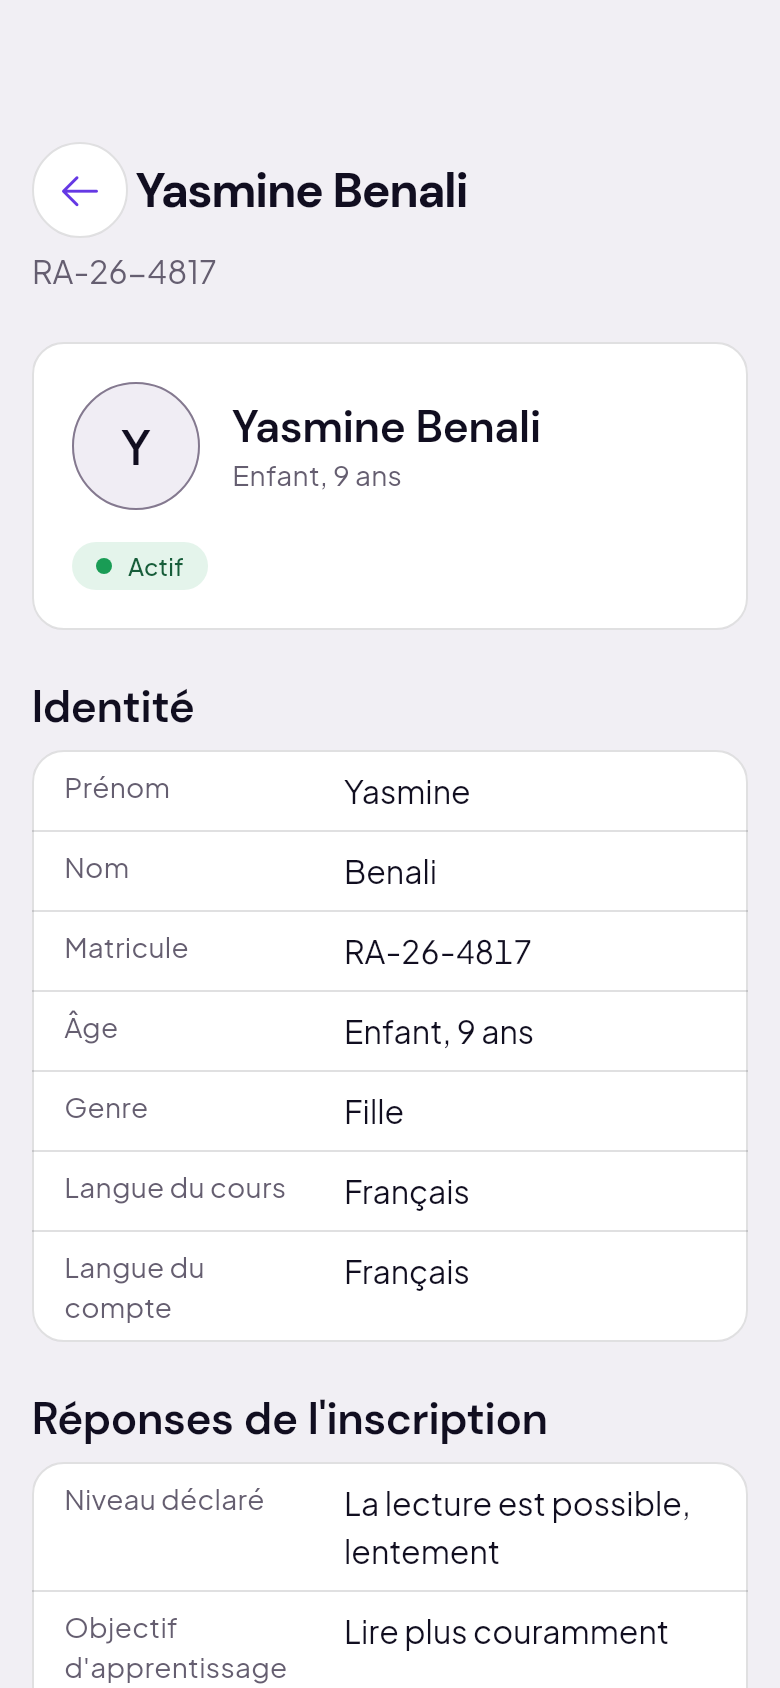 Yasmine Benali
RA-26–4817
Y
Yasmine Benali
Enfant, 9 ans
Actif
Identité
Prénom
Yasmine
Nom
Benali
Matricule
RA-26-4817
Âge
Enfant, 9 ans
Genre
Fille
Langue du cours
Français
Langue du
compte
Français
Réponses de l'inscription
Niveau déclaré
La lecture est possible,
lentement
Objectif
d'apprentissage
Lire plus couramment